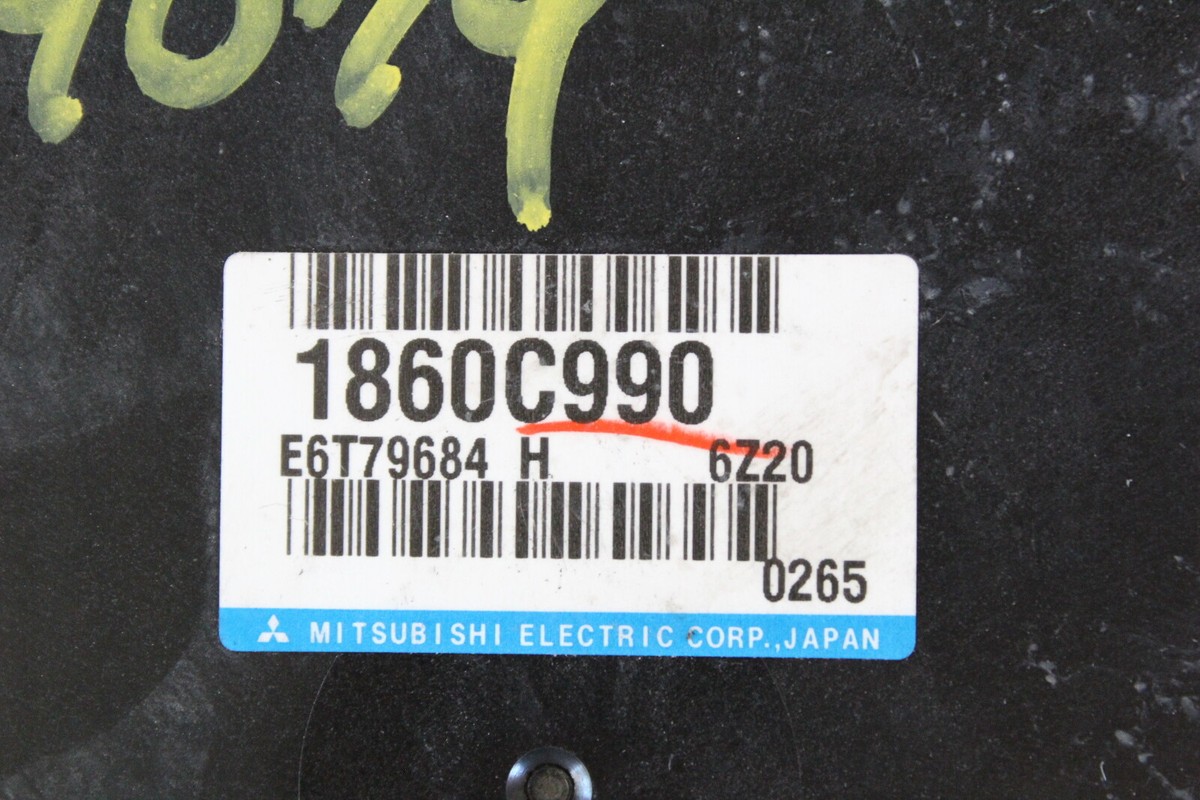 1860C990
E6T79684 H 6Z20
0265
MITSUBISHI ELECTRIC CORP.,JAPAN